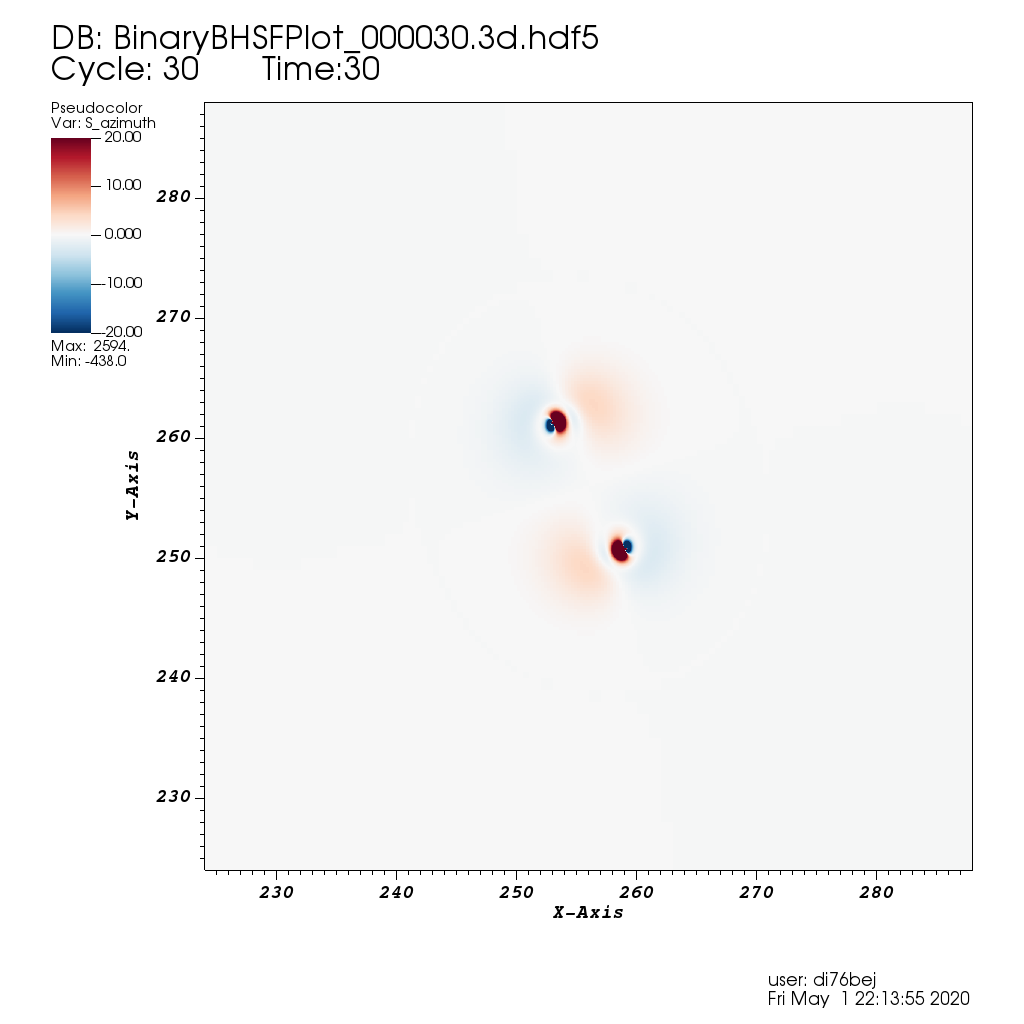 DB: BinaryBHSFPlot_000030.3d.hdf5
Cycle: 30 Time:30
Pseudocolor
Var: S_azimuth
20.00
10.00
0.000
-10.00
-20.00
Max: 2594.
Min: -438.0
280
270
260
250
240
230
Y-Axis
230 240 250 260 270 280
X-Axis
user: di76bej
Fri May 1 22:13:55 2020